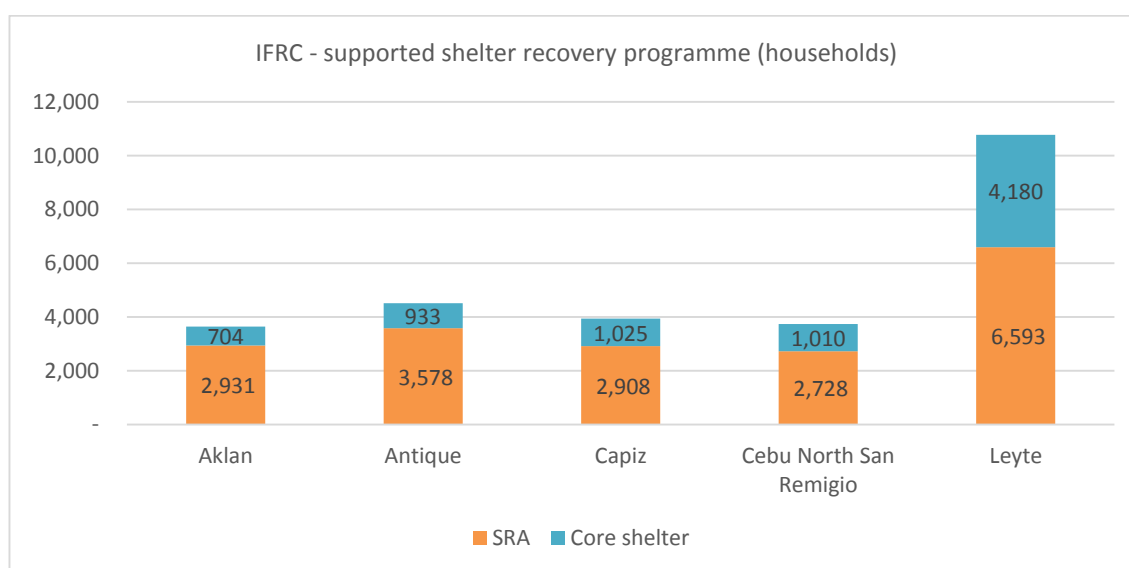 IFRC - supported shelter recovery programme (households)
12,000
10,000
8,000
6,000
4,000
2,000
-
704
2,931
933
3,578
1,025
2,908
1,010
2,728
4,180
6,593
Aklan
Antique
Capiz
Cebu North San
Remigio
Leyte
SRA
Core shelter